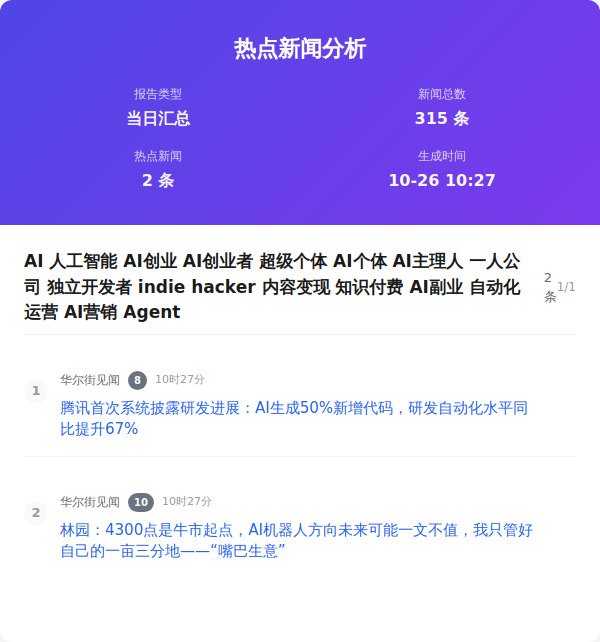 热点新闻分析
报告类型
当日汇总
新闻总数
315 条
热点新闻
2 条
生成时间
10-26 10:27
AI 人工智能 AI创业 AI创业者 超级个体 AI个体 AI主理人 一人公
司 独立开发者 indie hacker 内容变现 知识付费 AI副业 自动化
运营 AI营销 Agent
2
条
1/1
1
华尔街见闻 8 10时27分
腾讯首次系统披露研发进展：AI生成50%新增代码，研发自动化水平同
比提升67%
2
华尔街见闻 10 10时27分
林园：4300点是牛市起点，AI机器人方向未来可能一文不值，我只管好
自己的一亩三分地——“嘴巴生意”